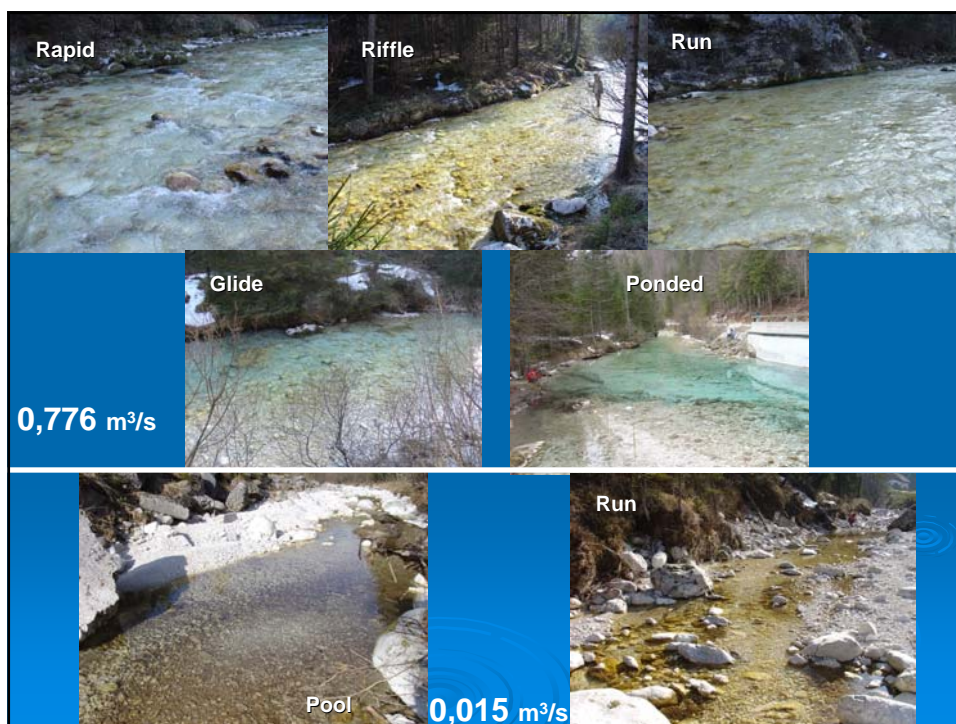 Rapid
Riffle
Run
Glide
Ponded
0,776 m³/s
Run
Pool
0,015 m³/s